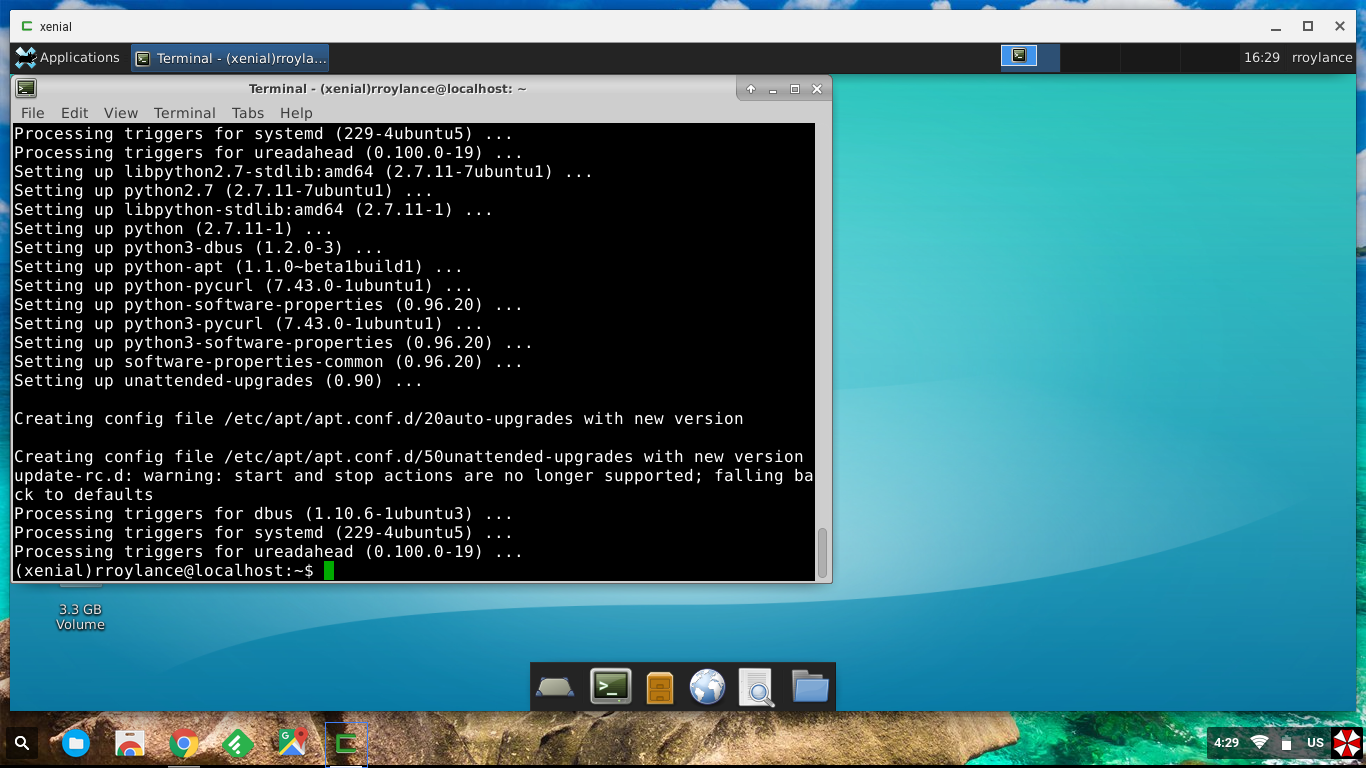 xenial
Applications
Terminal - (xenial)rroyla...
16:29
rroylance
Terminal - (xenial)rroylance@localhost: ~
File Edit View Terminal Tabs Help
Processing triggers for systemd (229-4ubuntu5) ...
Processing triggers for ureadahead (0.100.0-19) ...
Setting up libpython2.7-stdlib:amd64 (2.7.11-7ubuntu1) ...
Setting up python2.7 (2.7.11-7ubuntu1) ...
Setting up libpython-stdlib:amd64 (2.7.11-1) ...
Setting up python (2.7.11-1) ...
Setting up python3-dbus (1.2.0-3) ...
Setting up python-apt (1.1.0~beta1build1) ...
Setting up python-pycurl (7.43.0-1ubuntu1) ...
Setting up python-software-properties (0.96.20) ...
Setting up python3-pycurl (7.43.0-1ubuntu1) ...
Setting up python3-software-properties (0.96.20) ...
Setting up software-properties-common (0.96.20) ...
Setting up unattended-upgrades (0.90) ...
Creating config file /etc/apt/apt.conf.d/20auto-upgrades with new version
Creating config file /etc/apt/apt.conf.d/50unattended-upgrades with new version
update-rc.d: warning: start and stop actions are no longer supported; falling ba
ck to defaults
Processing triggers for dbus (1.10.6-1ubuntu3) ...
Processing triggers for systemd (229-4ubuntu5) ...
Processing triggers for ureadahead (0.100.0-19) ...
(xenial)rroylance@localhost:~$
3.3 GB
Volume
4:29
US